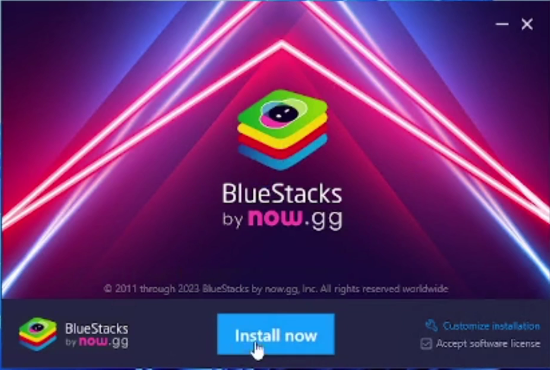 BlueStacks
by now.gg
© 2011 through 2023 BlueStacks by now.gg, Inc. All rights reserved worldwide
BlueStacks
by now.gg
Install now
Customize installation
Accept software license